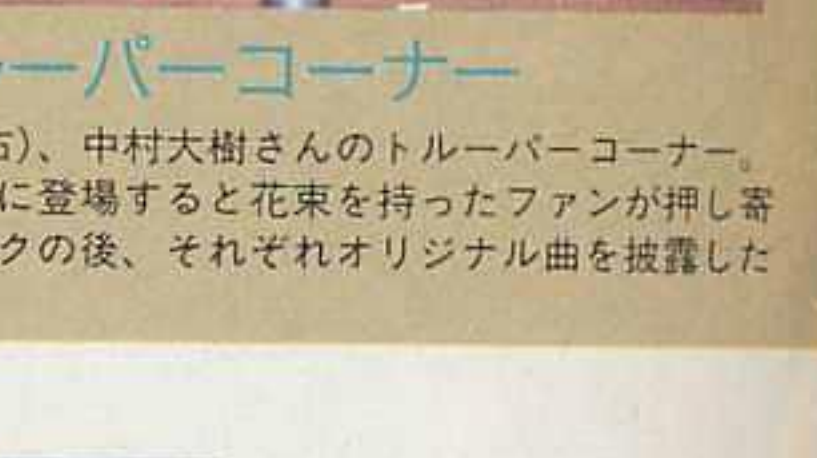 ーパーコーナー
右)、中村大樹さんのトルーパーコーナー。
に登場すると花束を持ったファンが押し寄
クの後、それぞれオリジナル曲を披露した